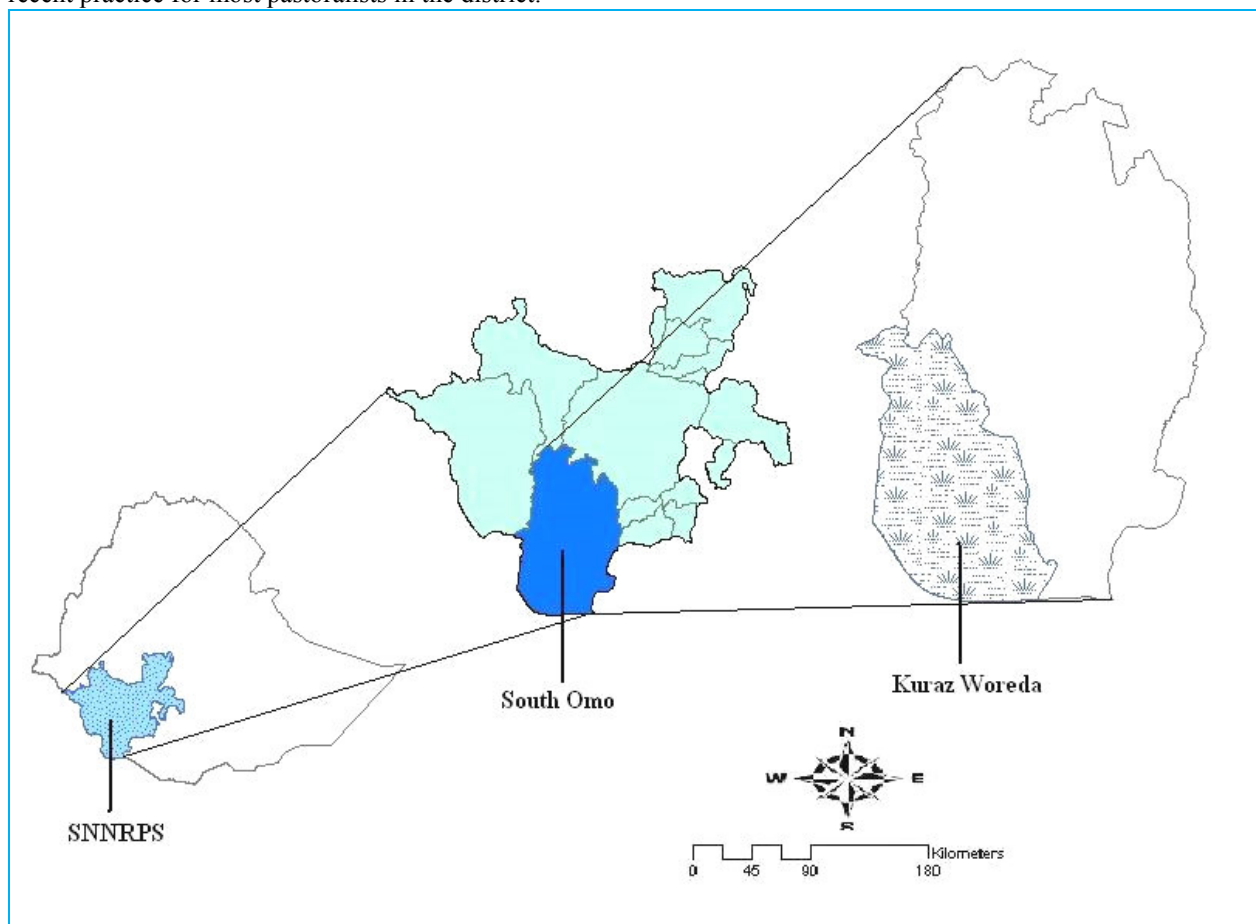 recent practice for most pastoralists in the district.
South Omo
Kuraz Woreda
SNNRPS
N
W E
S
Kilometers
0 45 90 180